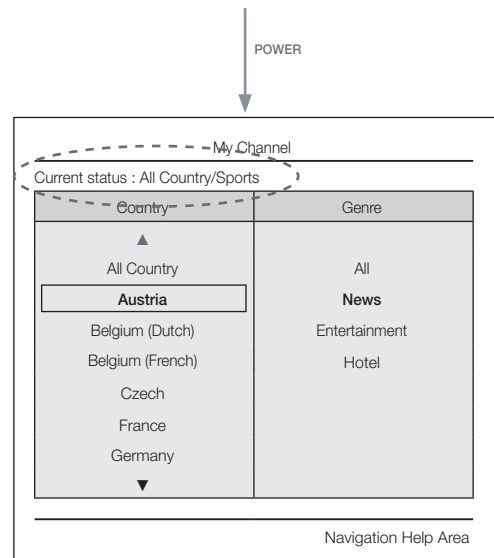 POWER
My Channel
Current status : All Country/Sports
Country Genre
▲
All Country All
Austria News
Belgium (Dutch) Entertainment
Belgium (French) Hotel
Czech
France
Germany
▼
Navigation Help Area